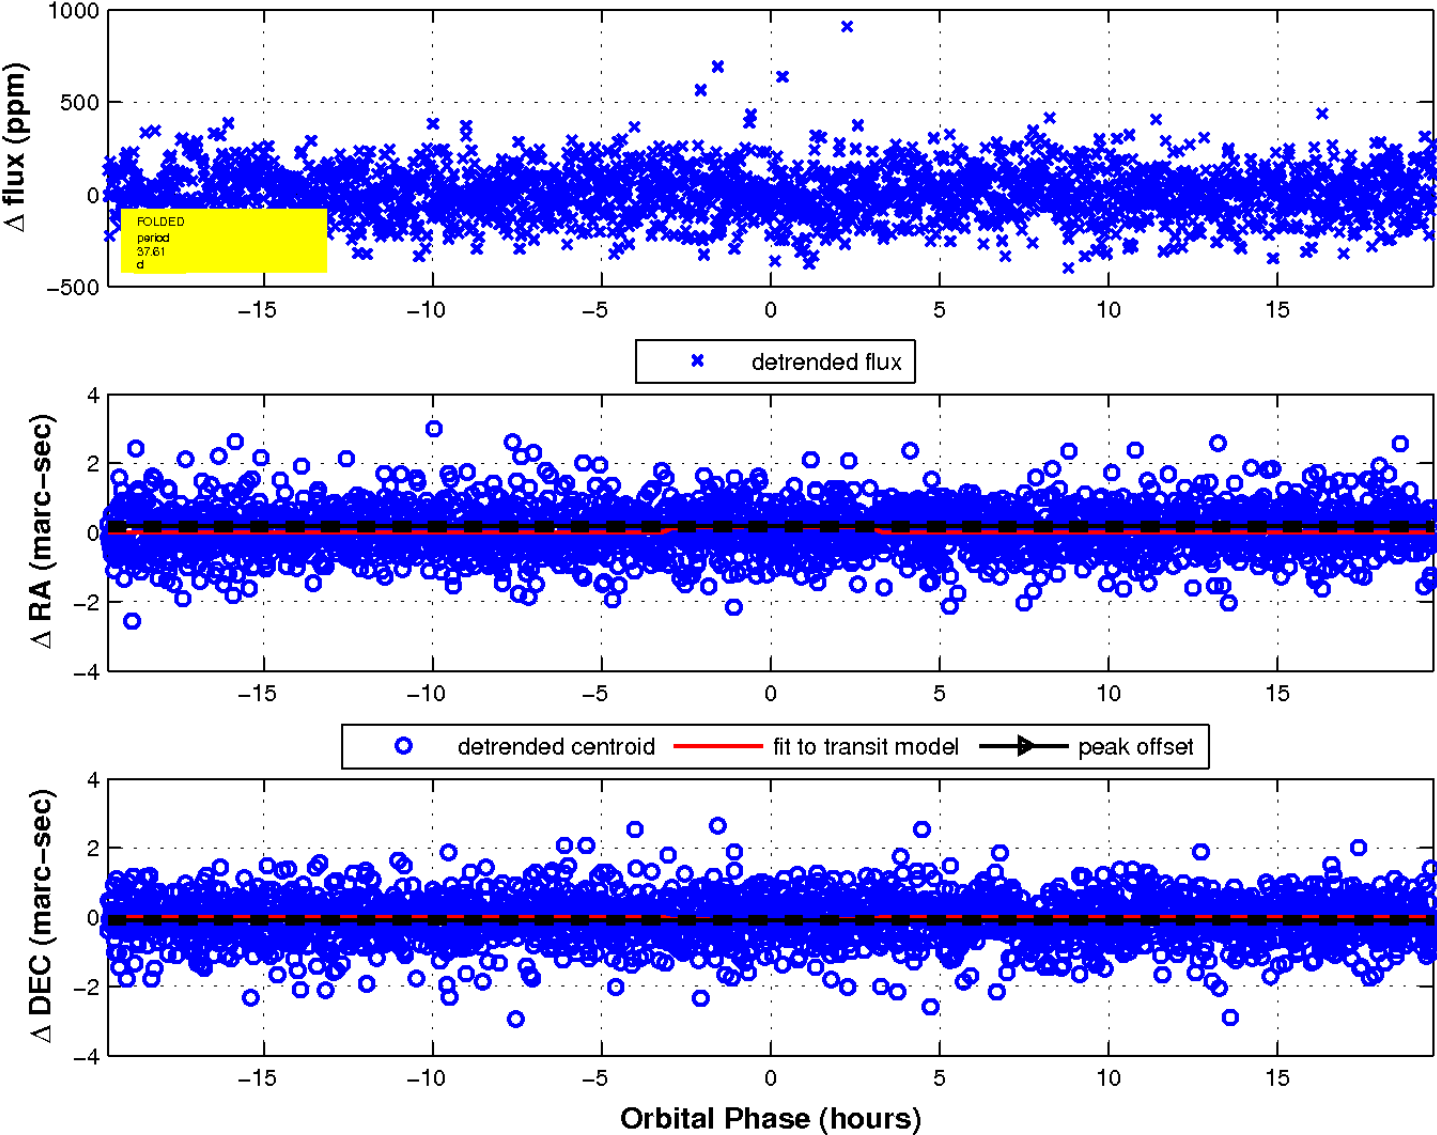 1000
500
0
−500
Δ flux (ppm)
FOLDED
period
37.61
d
−15 −10 −5 0 5 10 15
detrended flux
4
2
0
−2
−4
Δ RA (marc−sec)
−15 −10 −5 0 5 10 15
detrended centroid fit to transit model peak offset
4
2
0
−2
−4
Δ DEC (marc−sec)
−15 −10 −5 0 5 10 15
Orbital Phase (hours)